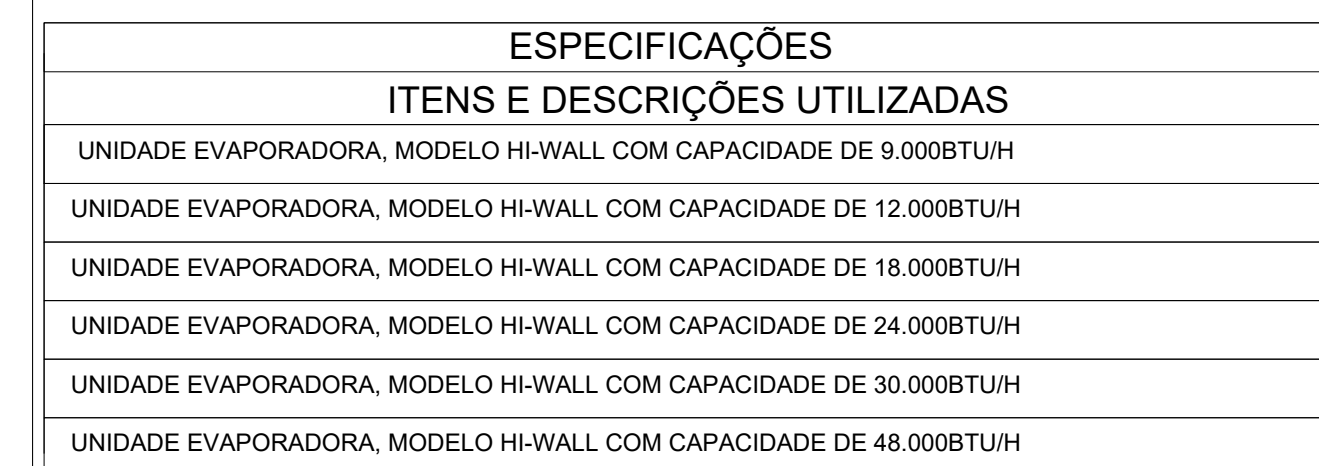 ESPECIFICAÇÕES
ITENS E DESCRIÇÕES UTILIZADAS
UNIDADE EVAPORADORA, MODELO HI-WALL COM CAPACIDADE DE 9.000BTU/H
UNIDADE EVAPORADORA, MODELO HI-WALL COM CAPACIDADE DE 12.000BTU/H
UNIDADE EVAPORADORA, MODELO HI-WALL COM CAPACIDADE DE 18.000BTU/H
UNIDADE EVAPORADORA, MODELO HI-WALL COM CAPACIDADE DE 24.000BTU/H
UNIDADE EVAPORADORA, MODELO HI-WALL COM CAPACIDADE DE 30.000BTU/H
UNIDADE EVAPORADORA, MODELO HI-WALL COM CAPACIDADE DE 48.000BTU/H